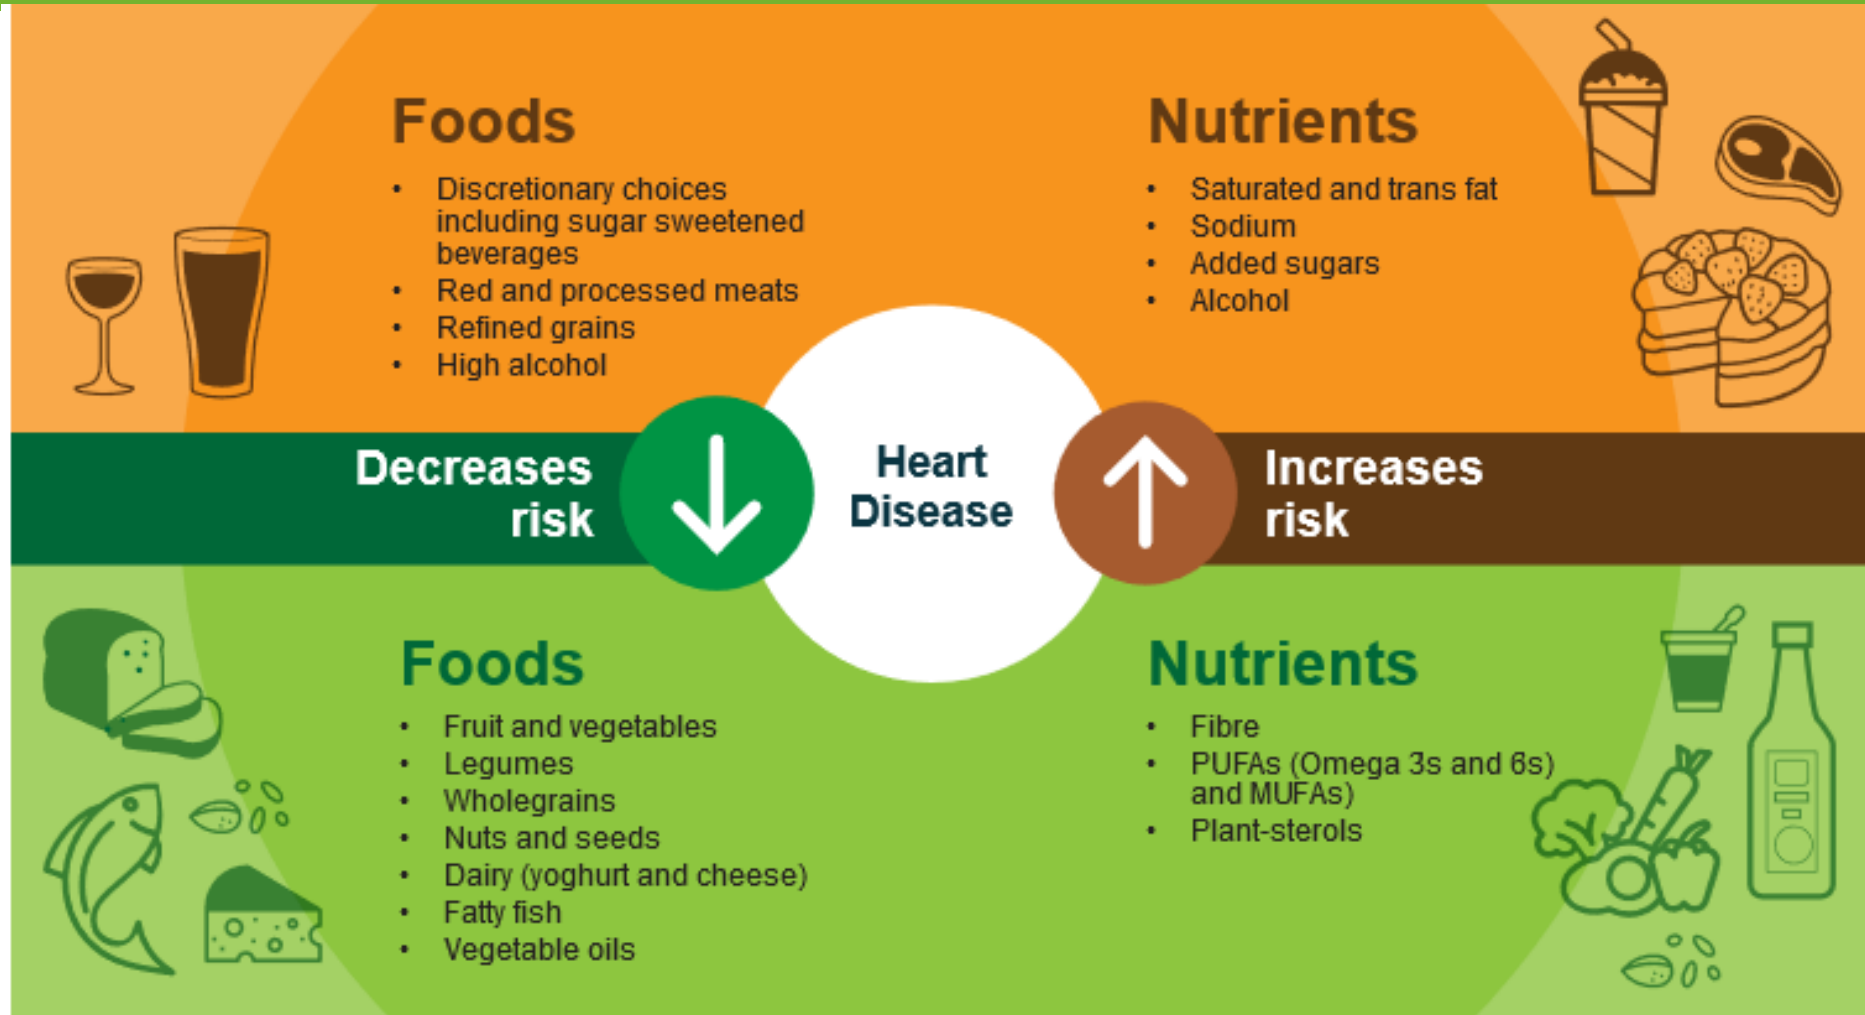 Foods
• Discretionary choices
including sugar sweetened
beverages
• Red and processed meats
• Refined grains
• High alcohol
Nutrients
• Saturated and trans fat
• Sodium
• Added sugars
• Alcohol
Decreases
risk
Heart
Disease
Increases
risk
Foods
• Fruit and vegetables
• Legumes
• Wholegrains
• Nuts and seeds
• Dairy (yoghurt and cheese)
• Fatty fish
• Vegetable oils
Nutrients
• Fibre
• PUFAs (Omega 3s and 6s)
and MUFAs)
• Plant-sterols